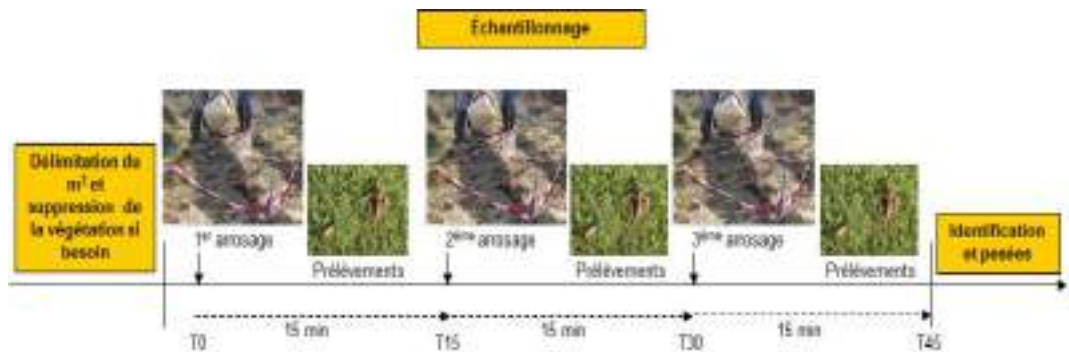 Échantillonnage
Délimitation du
m² et
suppression de
la végétation si
besoin
1er arrosage
Prélèvements
2ème arrosage
Prélèvements
3ème arrosage
Prélèvements
Identification
et pesées
15 min
15 min
15 min
T0
T15
T30
T45